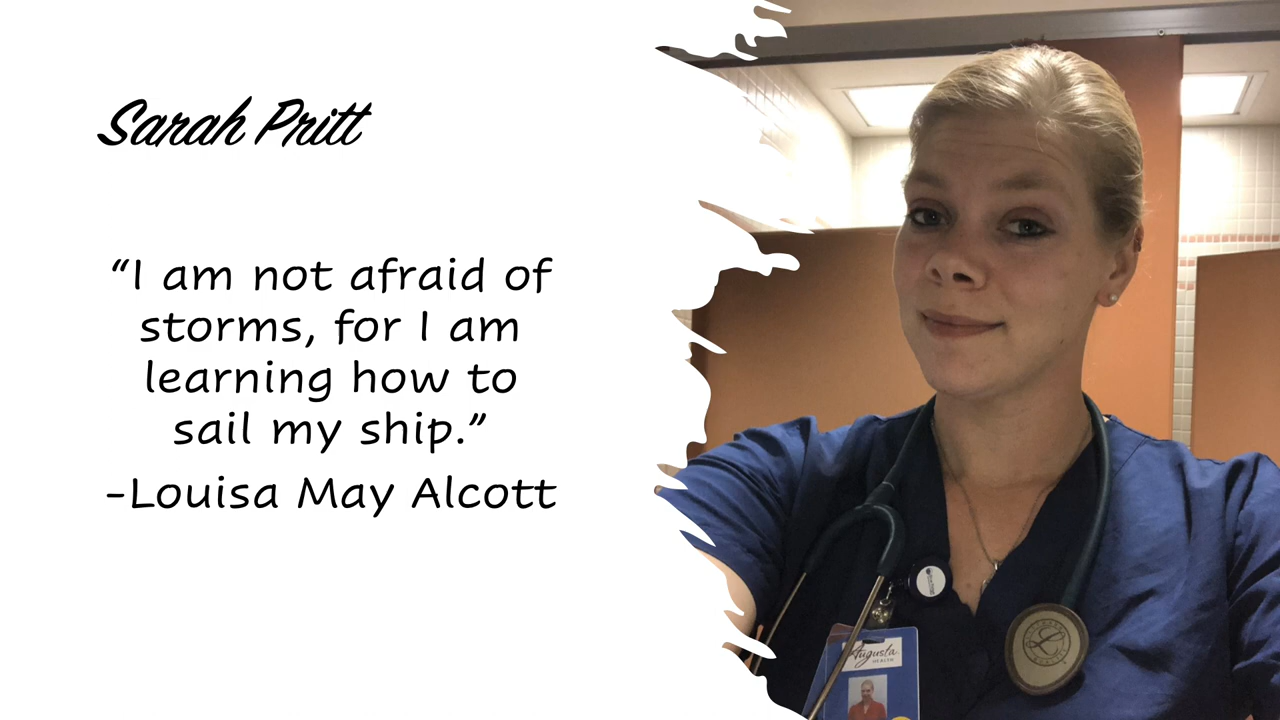 Sarah Pritt
“I am not afraid of
storms, for I am
learning how to
sail my ship.”
-Louisa May Alcott
Augusta
HEALTH